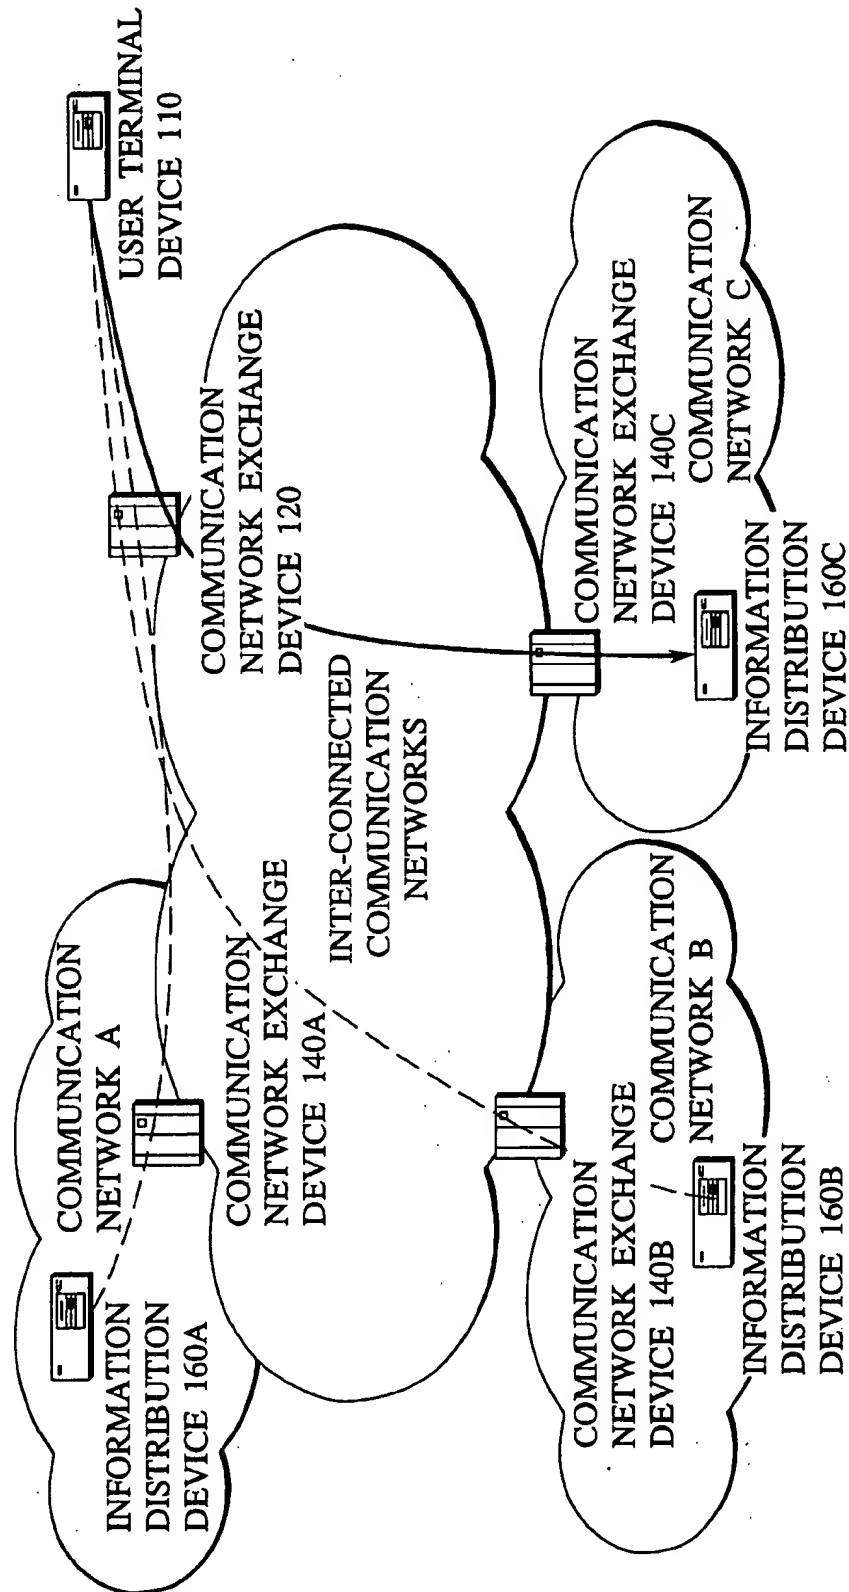 USER TERMINAL
DEVICE 110
COMMUNICATION
NETWORK EXCHANGE
DEVICE 120
COMMUNICATION
NETWORK A
INFORMATION
DISTRIBUTION
DEVICE 160A
COMMUNICATION
NETWORK EXCHANGE
DEVICE 140A
INTER-CONNECTED
COMMUNICATION
NETWORKS
COMMUNICATION
NETWORK EXCHANGE
DEVICE 140B
COMMUNICATION
NETWORK B
INFORMATION
DISTRIBUTION
DEVICE 160B
COMMUNICATION
NETWORK EXCHANGE
DEVICE 140C
COMMUNICATION
NETWORK C
INFORMATION
DISTRIBUTION
DEVICE 160C